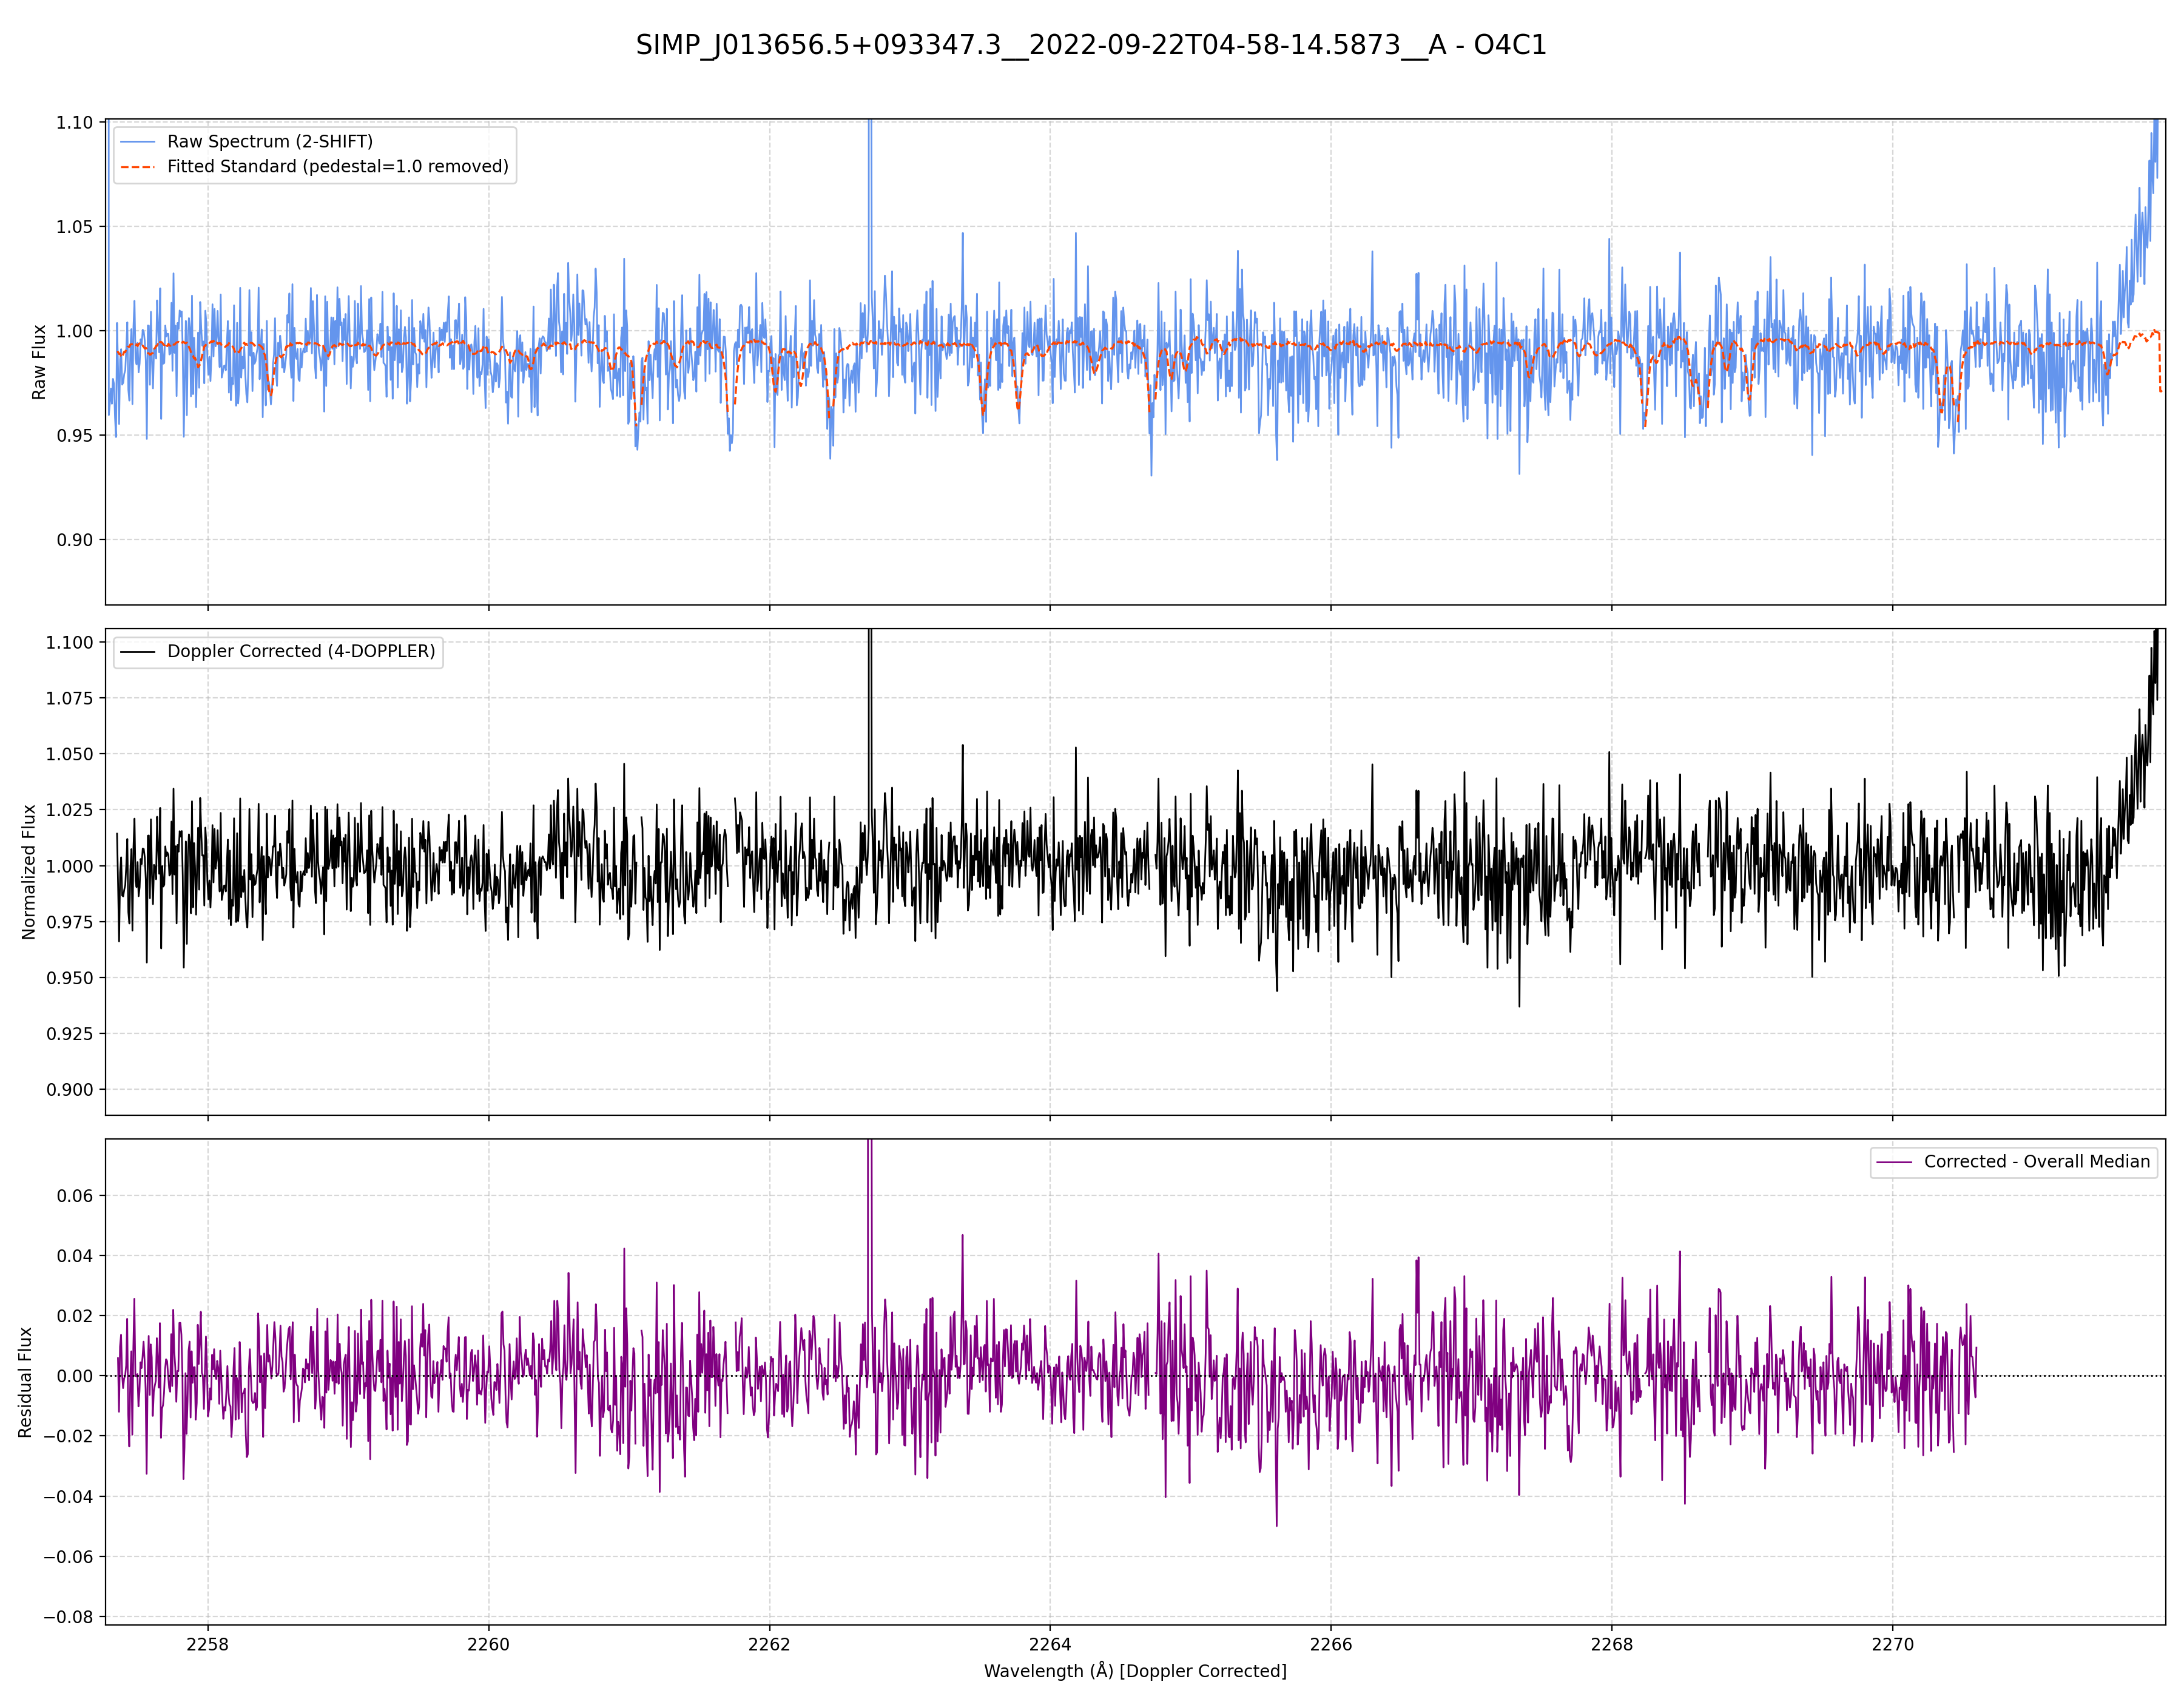 SIMP_J013656.5+093347.3__2022-09-22T04-58-14.5873__A - O4C1
Raw Spectrum (2-SHIFT)
Fitted Standard (pedestal=1.0 removed)
Raw Flux
1.10
1.05
1.00
0.95
0.90
Doppler Corrected (4-DOPPLER)
Normalized Flux
1.100
1.075
1.050
1.025
1.000
0.975
0.950
0.925
0.900
Corrected - Overall Median
Residual Flux
0.06
0.04
0.02
0.00
−0.02
−0.04
−0.06
−0.08
2258 2260 2262 2264 2266 2268 2270
Wavelength (Å) [Doppler Corrected]